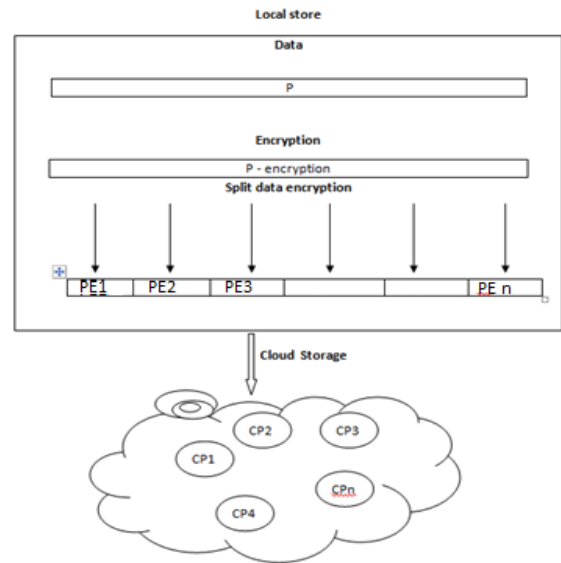 Local store
Data
P
Encryption
P - encryption
Split data encryption
PE1 PE2 PE3 PE n
Cloud Storage
CP2 CP3
CP1
CPn
CP4